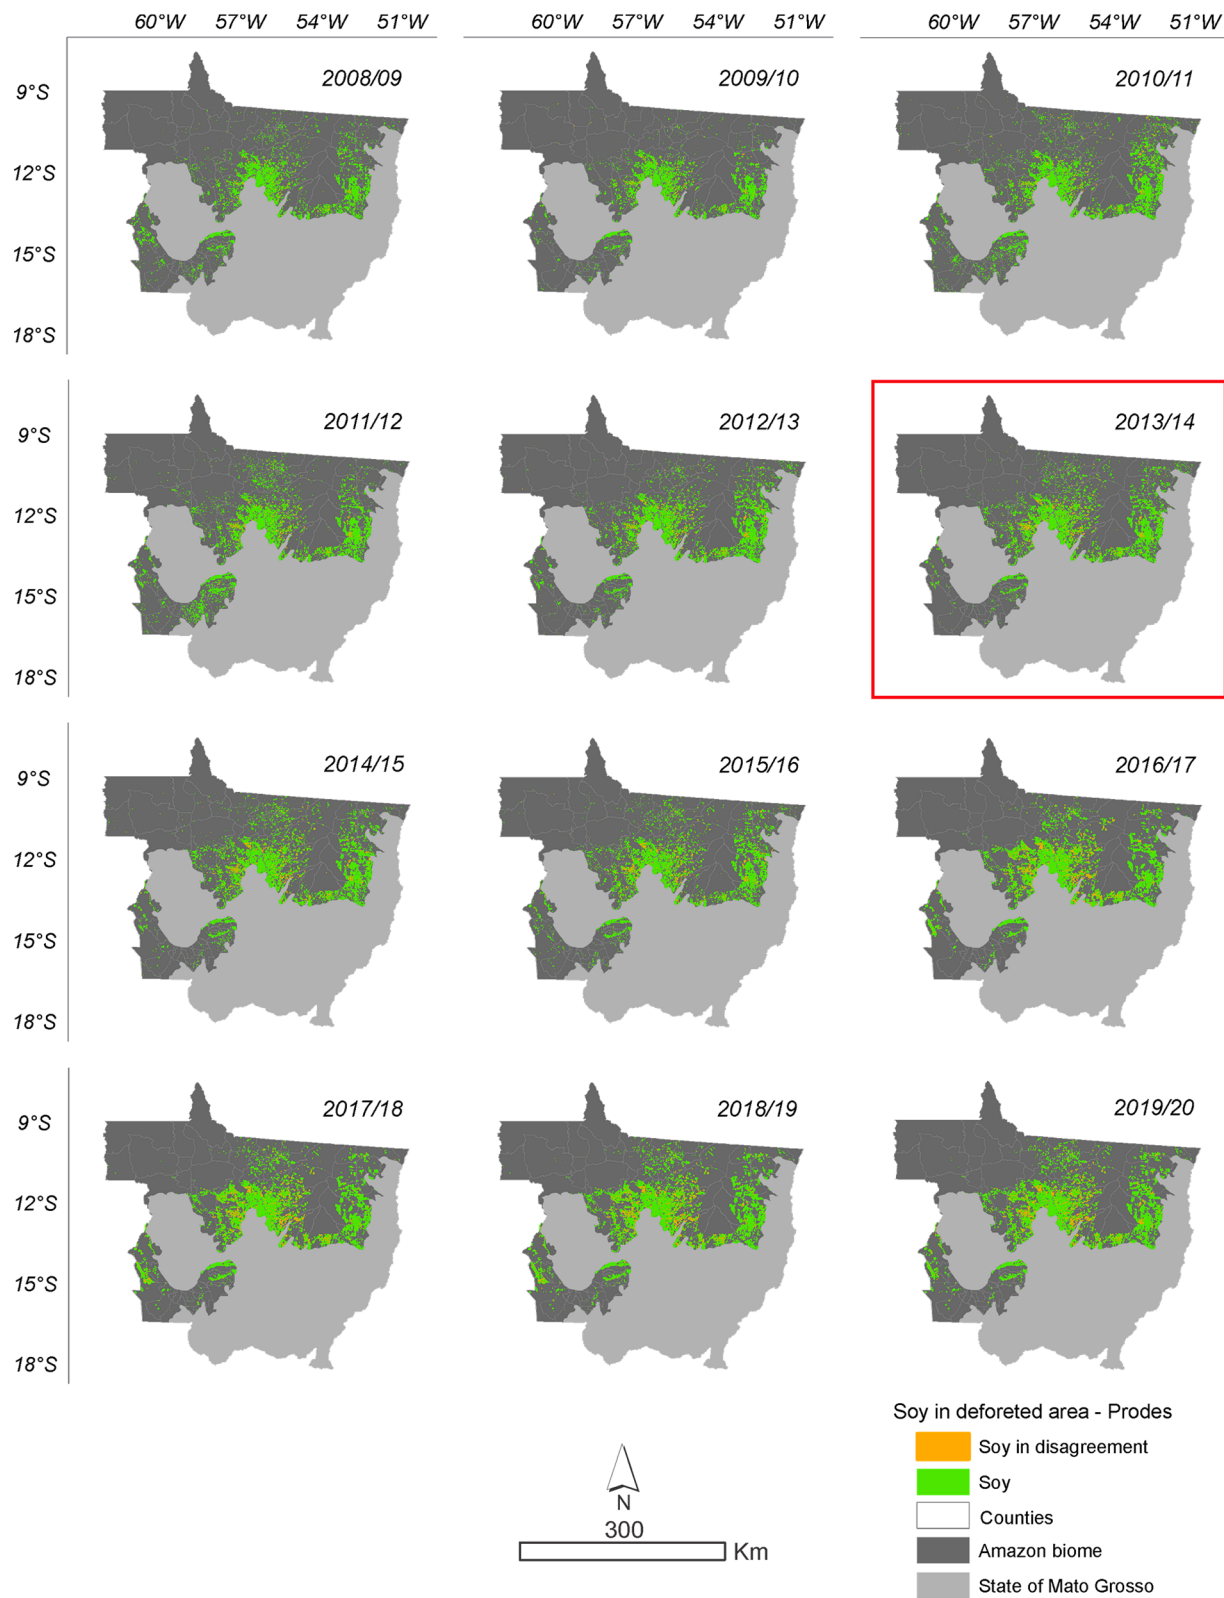 60°W 57°W 54°W 51°W 60°W 57°W 54°W 51°W 60°W 57°W 54°W 51°W
2008/09 2009/10 2010/11
9°S
12°S
15°S
18°S
2011/12 2012/13 2013/14
9°S
12°S
15°S
18°S
2014/15 2015/16 2016/17
9°S
12°S
15°S
18°S
2017/18 2018/19 2019/20
9°S
12°S
15°S
18°S
Soy in deforeted area - Prodes
Soy in disagreement
Soy
Counties
Amazon biome
State of Mato Grosso
N
300
Km